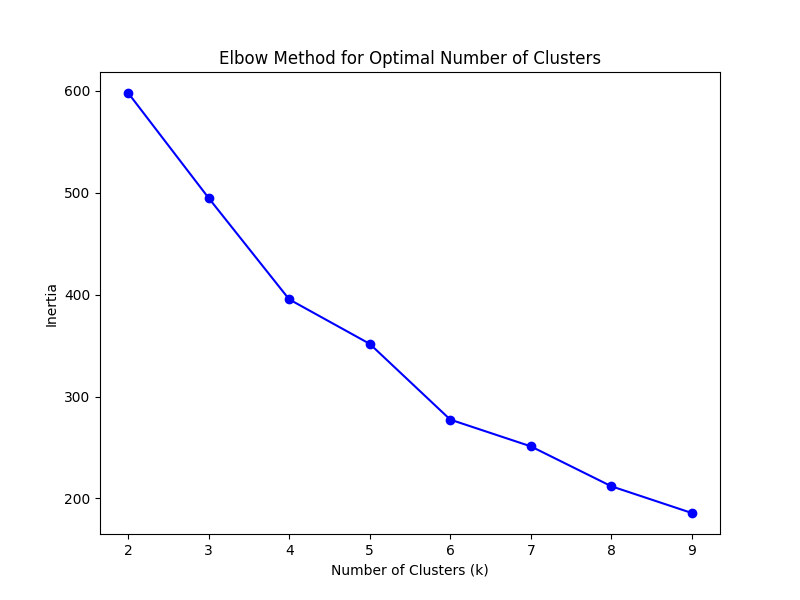 Elbow Method for Optimal Number of Clusters
600
500
400
300
200
Inertia
2 3 4 5 6 7 8 9
Number of Clusters (k)